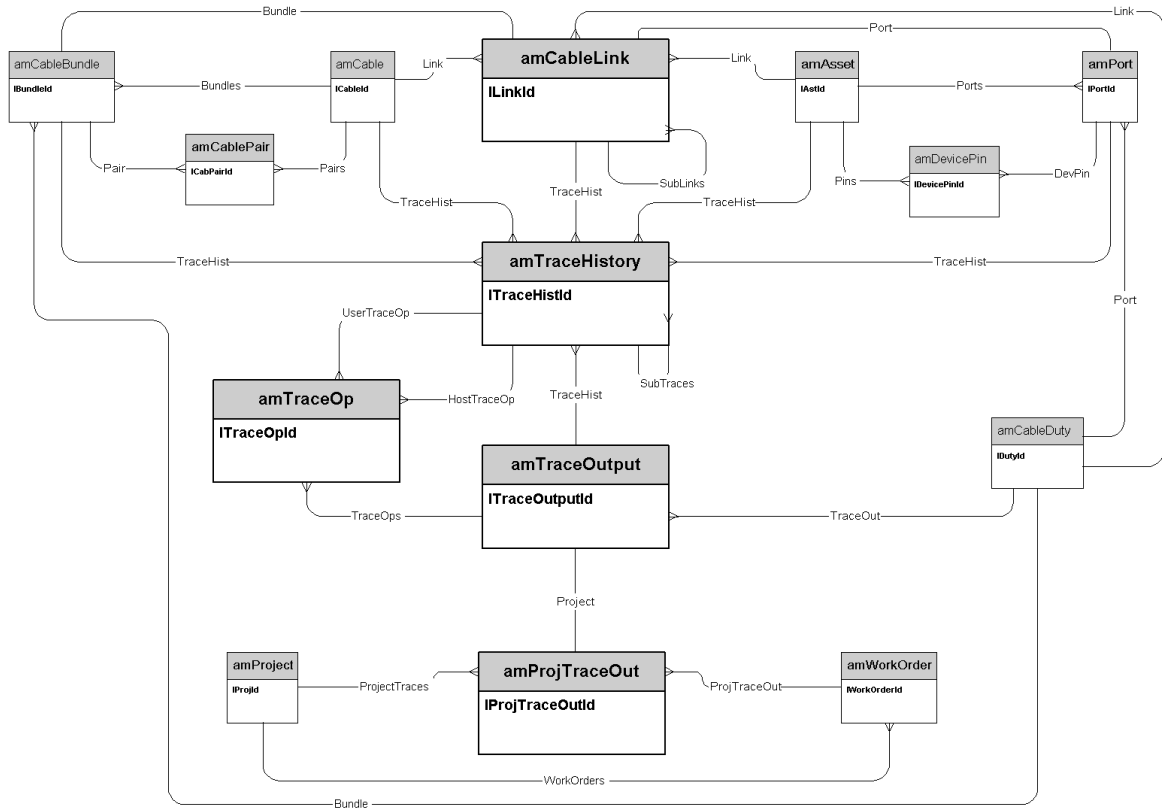 Bundle
Link
Port
amCableBundle
lBundleId
Bundles
amCable
lCableId
Link
amCableLink
lLinkId
Link
amAsset
lAstId
Ports
amPort
lPortId
Pair
amCablePair
lCabPairId
Pairs
SubLinks
Pins
amDevicePin
lDevicePinId
DevPin
TraceHist
TraceHist
TraceHist
TraceHist
TraceHist
amTraceHistory
lTraceHistId
Port
UserTraceOp
HostTraceOp
SubTraces
TraceHist
amTraceOp
lTraceOpId
amCableDuty
lDutyId
amTraceOutput
lTraceOutputId
TraceOps
TraceOut
Project
amProject
lProjId
ProjectTraces
amProjTraceOut
lProjTraceOutId
ProjTraceOut
amWorkOrder
lWorkOrderId
WorkOrders
Bundle